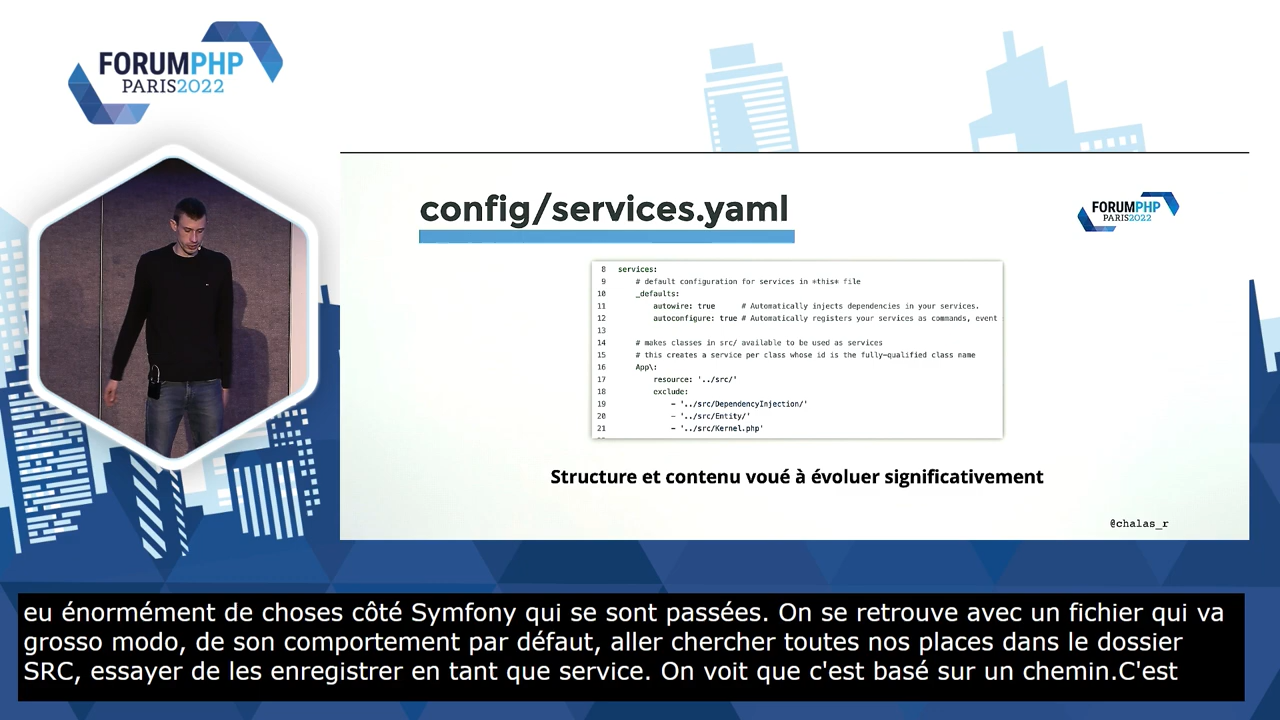 FORUMPHP
PARIS2022
config/services.yaml
FORUMPHP
PARIS2022
8 services:
9 # default configuration for services in *this* file
10 _defaults:
11 autowire: true # Automatically injects dependencies in your services.
12 autoconfigure: true # Automatically registers your services as commands, event
13
14 # makes classes in src/ available to be used as services
15 # this creates a service per class whose id is the fully-qualified class name
16 App\:
17 resource: '../src/'
18 exclude:
19 - '../src/DependencyInjection/'
20 - '../src/Entity/'
21 - '../src/Kernel.php'
Structure et contenu voué à évoluer significativement
@chalas_r
eu énormément de choses côté Symfony qui se sont passées. On se retrouve avec un fichier qui va
grosso modo, de son comportement par défaut, aller chercher toutes nos places dans le dossier
SRC, essayer de les enregistrer en tant que service. On voit que c'est basé sur un chemin.C'est